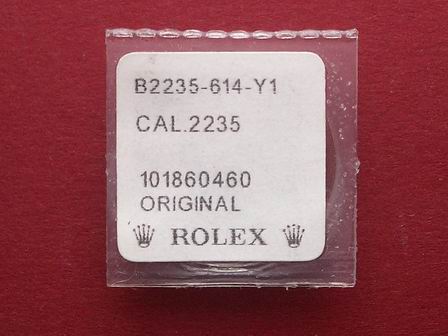 B2235-614-Y1
CAL.2235
101860460
ORIGINAL
ROLEX